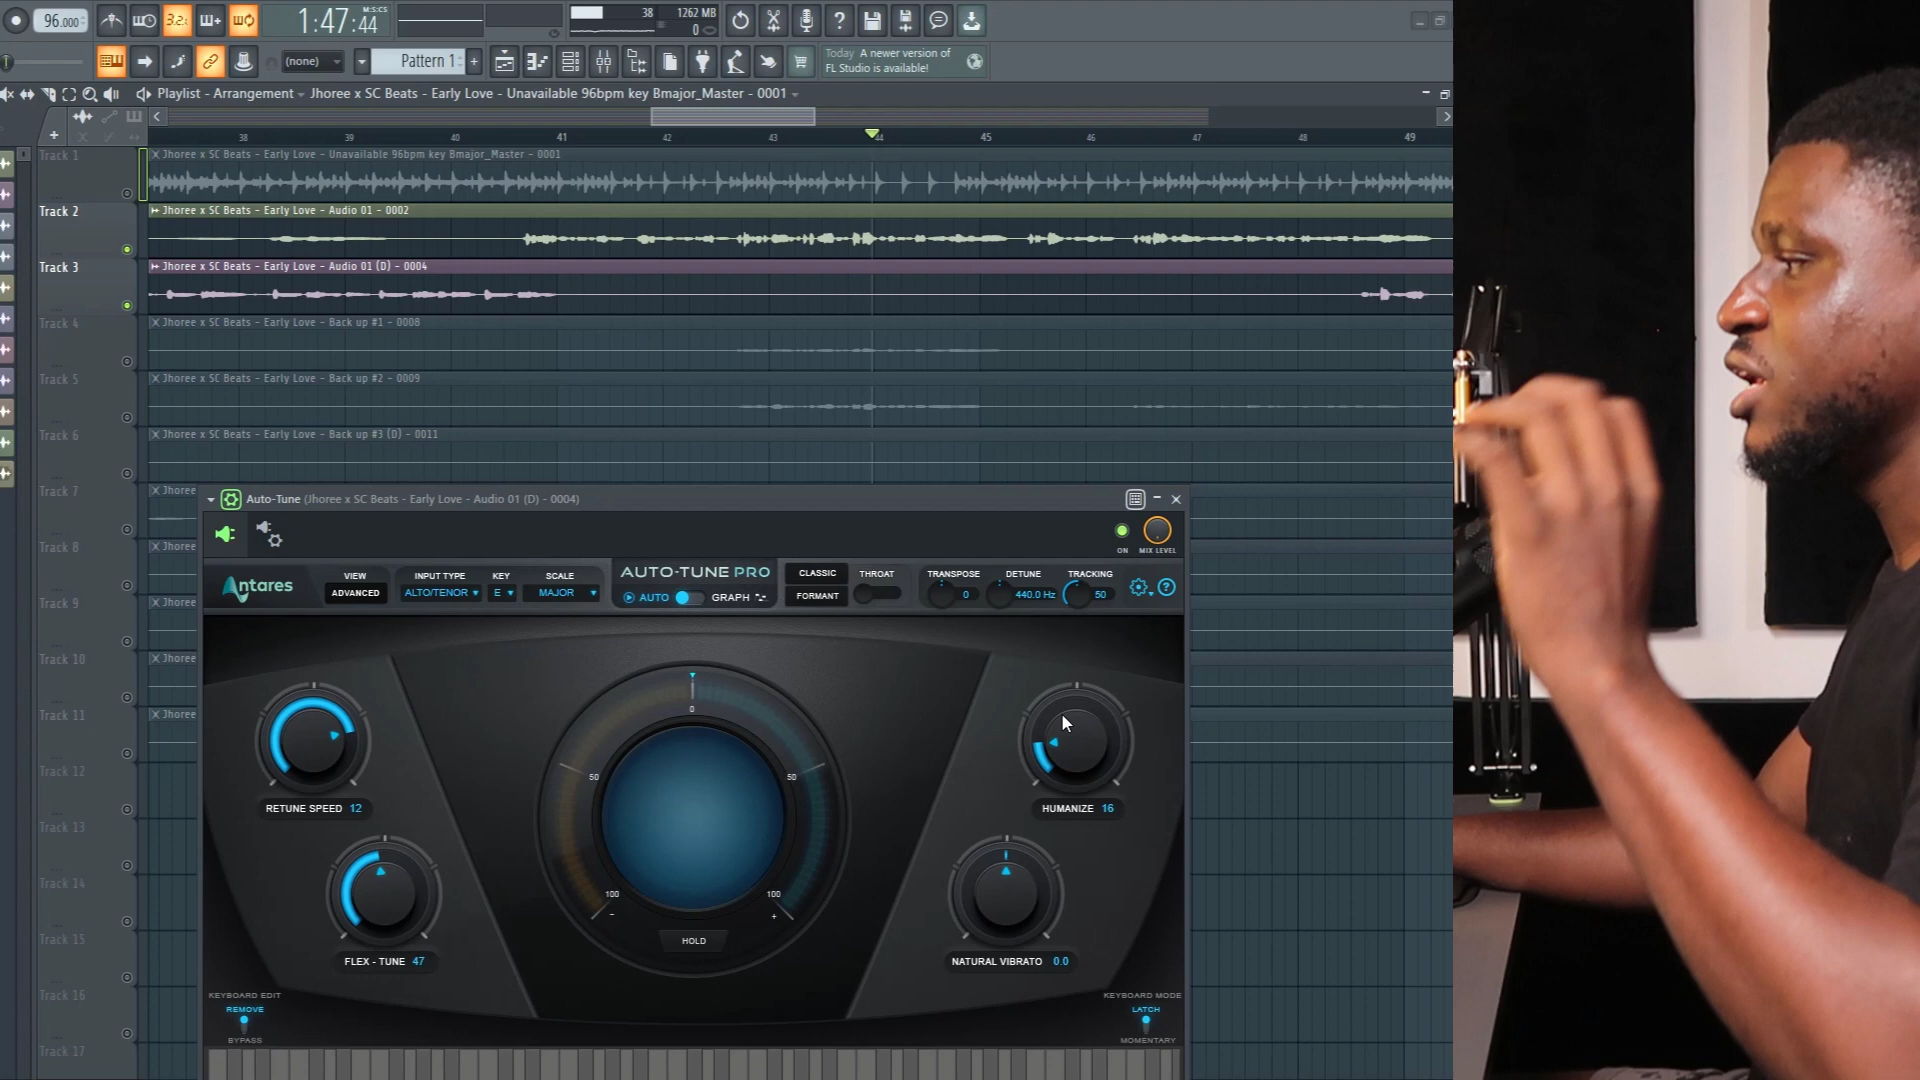 96.000
3.2.
1:47:44
M:S:CS
38
1262 MB
0
(none)
Pattern 1
Today A newer version of
FL Studio is available!
Playlist - Arrangement
Jhoree x SC Beats - Early Love - Unavailable 96bpm key Bmajor_Master - 0001
38 39 40 41 42 43 44 45 46 47 48 49
Track 1
Jhoree x SC Beats - Early Love - Unavailable 96bpm key Bmajor_Master - 0001
Track 2
Jhoree x SC Beats - Early Love - Audio 01 - 0002
Track 3
Jhoree x SC Beats - Early Love - Audio 01 (D) - 0004
Track 4
Jhoree x SC Beats - Early Love - Back up #1 - 0008
Track 5
Jhoree x SC Beats - Early Love - Back up #2 - 0009
Track 6
Jhoree x SC Beats - Early Love - Back up #3 (D) - 0011
Track 7
Jhoree
Track 8
Jhoree
Track 9
Jhoree
Track 10
Jhoree
Track 11
Jhoree
Track 12
Track 13
Track 14
Track 15
Track 16
Track 17
Auto-Tune (Jhoree x SC Beats - Early Love - Audio 01 (D) - 0004)
ON
MIX LEVEL
Antares
VIEW
ADVANCED
INPUT TYPE
ALTO/TENOR
KEY
E
SCALE
MAJOR
AUTO-TUNE PRO
AUTO
GRAPH
CLASSIC
FORMANT
THROAT
TRANSPOSE
0
DETUNE
440.0 Hz
TRACKING
50
0
50
50
100
100
-
+
HOLD
RETUNE SPEED 12
FLEX - TUNE 47
HUMANIZE 16
NATURAL VIBRATO 0.0
KEYBOARD EDIT
REMOVE
BYPASS
KEYBOARD MODE
LATCH
MOMENTARY